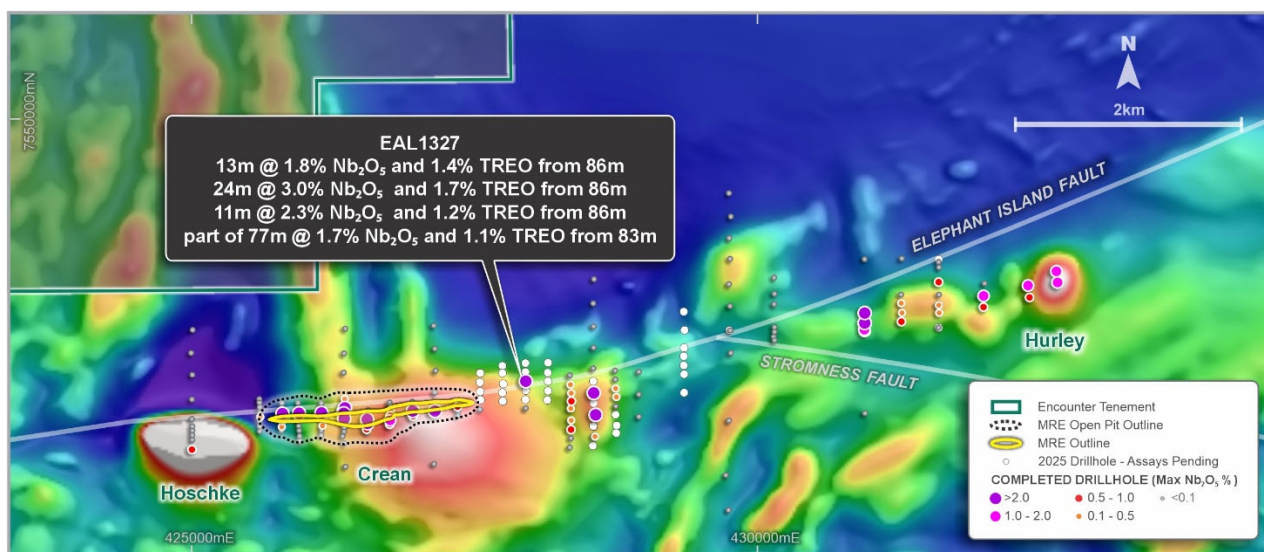 7550000mN
EAL1327
13m @ 1.8% Nb₂O₅ and 1.4% TREO from 86m
24m @ 3.0% Nb₂O₅ and 1.7% TREO from 86m
11m @ 2.3% Nb₂O₅ and 1.2% TREO from 86m
part of 77m @ 1.7% Nb₂O₅ and 1.1% TREO from 83m
N
2km
ELEPHANT ISLAND FAULT
STROMNESS FAULT
Hurley
Crean
Hoschke
425000mE
430000mE
Encounter Tenement
MRE Open Pit Outline
MRE Outline
2025 Drillhole - Assays Pending
COMPLETED DRILLHOLE (Max Nb₂O₅ %)
>2.0
0.5 - 1.0
<0.1
1.0 - 2.0
0.1 - 0.5